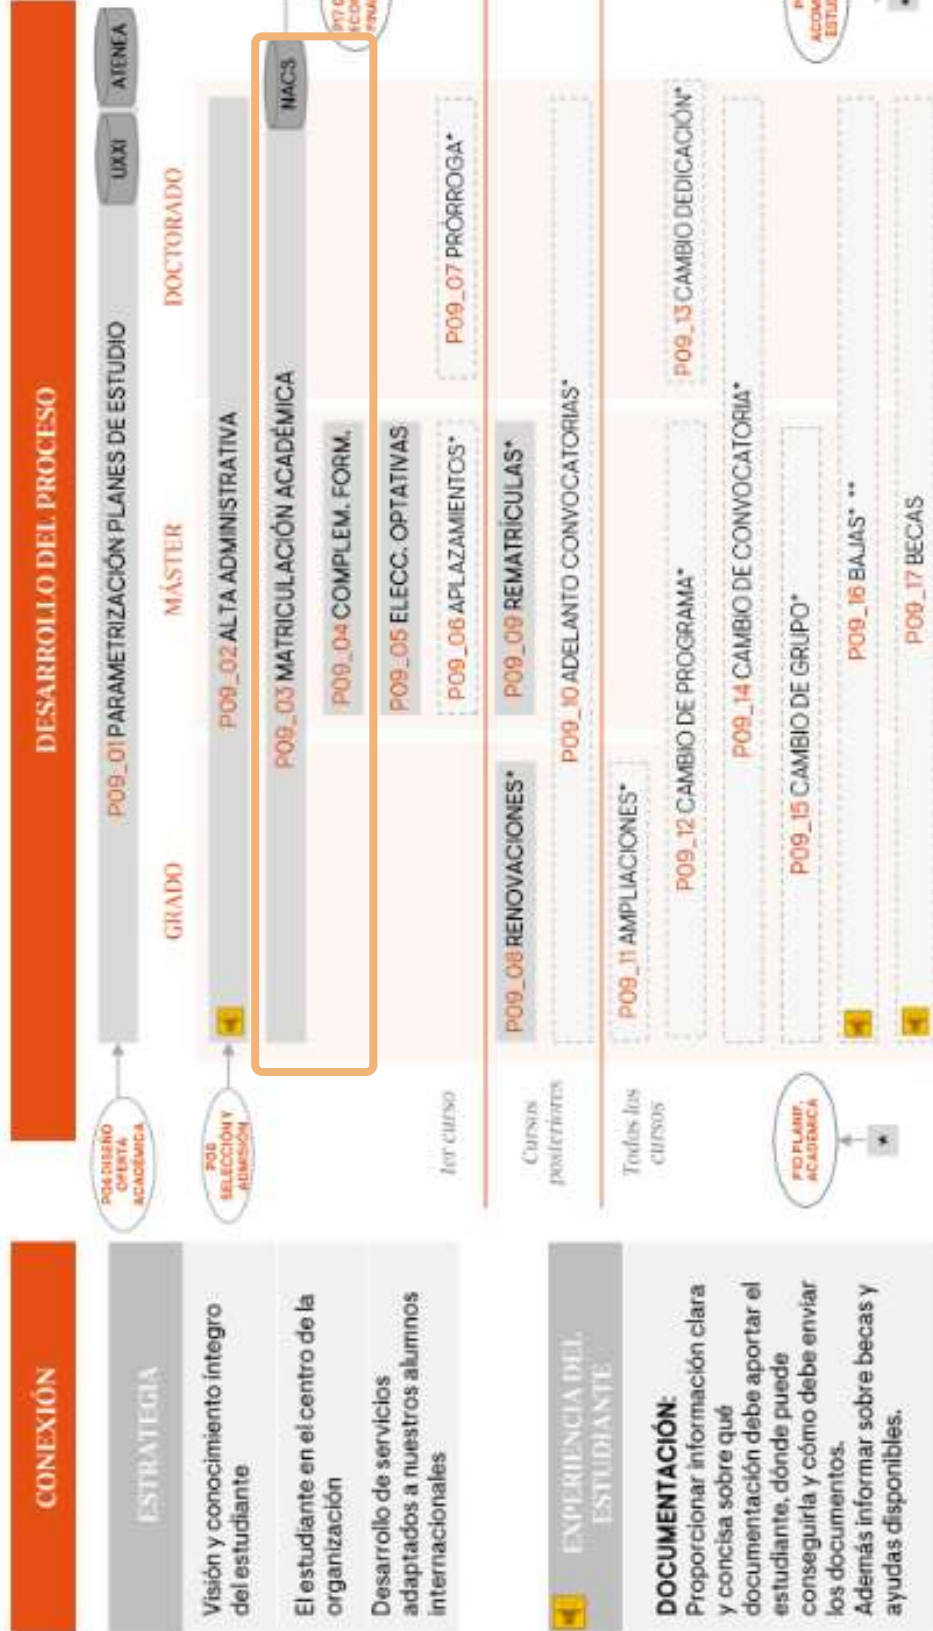 CONEXIÓN
ESTRATEGIA
Visión y conocimiento íntegro
del estudiante
El estudiante en el centro de la
organización
Desarrollo de servicios
adaptados a nuestros alumnos
internacionales
EXPERIENCIA DEL
ESTUDIANTE
DOCUMENTACIÓN:
Proporcionar información clara
y concisa sobre qué
documentación debe aportar el
estudiante, dónde puede
conseguirla y cómo debe enviar
los documentos.
Además informar sobre becas y
ayudas disponibles.
DESARROLLO DEL PROCESO
P04 DISEÑO
OFERTA
ACADÉMICA
P09_01 PARAMETRIZACIÓN PLANES DE ESTUDIO
UXXI
ATENEA
GRADO
MÁSTER
DOCTORADO
P08
SELECCIÓN Y
ADMISIÓN
P09_02 ALTA ADMINISTRATIVA
P09_03 MATRICULACIÓN ACADÉMICA
NACS
P09_04 COMPLEM. FORM.
P09_05 ELECC. OPTATIVAS
1er curso
P09_06 APLAZAMIENTOS*
P09_07 PRÓRROGA*
Cursos
posteriores
P09_08 RENOVACIONES*
P09_09 REMATRÍCULAS*
P09_10 ADELANTO CONVOCATORIAS*
Todos los
cursos
P09_11 AMPLIACIONES*
P09_12 CAMBIO DE PROGRAMA*
P09_13 CAMBIO DEDICACIÓN*
P09_14 CAMBIO DE CONVOCATORIA*
P09_15 CAMBIO DE GRUPO*
P10 PLANIF.
ACADÉMICA
*
P09_16 BAJAS* **
P09_17 BECAS